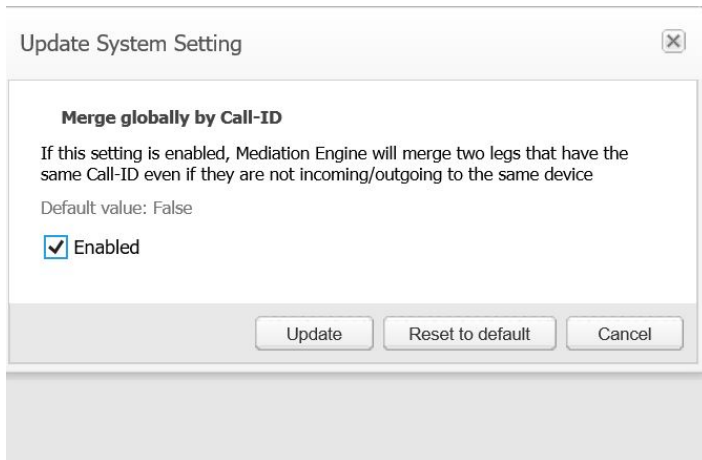 Update System Setting
Merge globally by Call-ID
If this setting is enabled, Mediation Engine will merge two legs that have the
same Call-ID even if they are not incoming/outgoing to the same device
Default value: False
Enabled
Update Reset to default Cancel